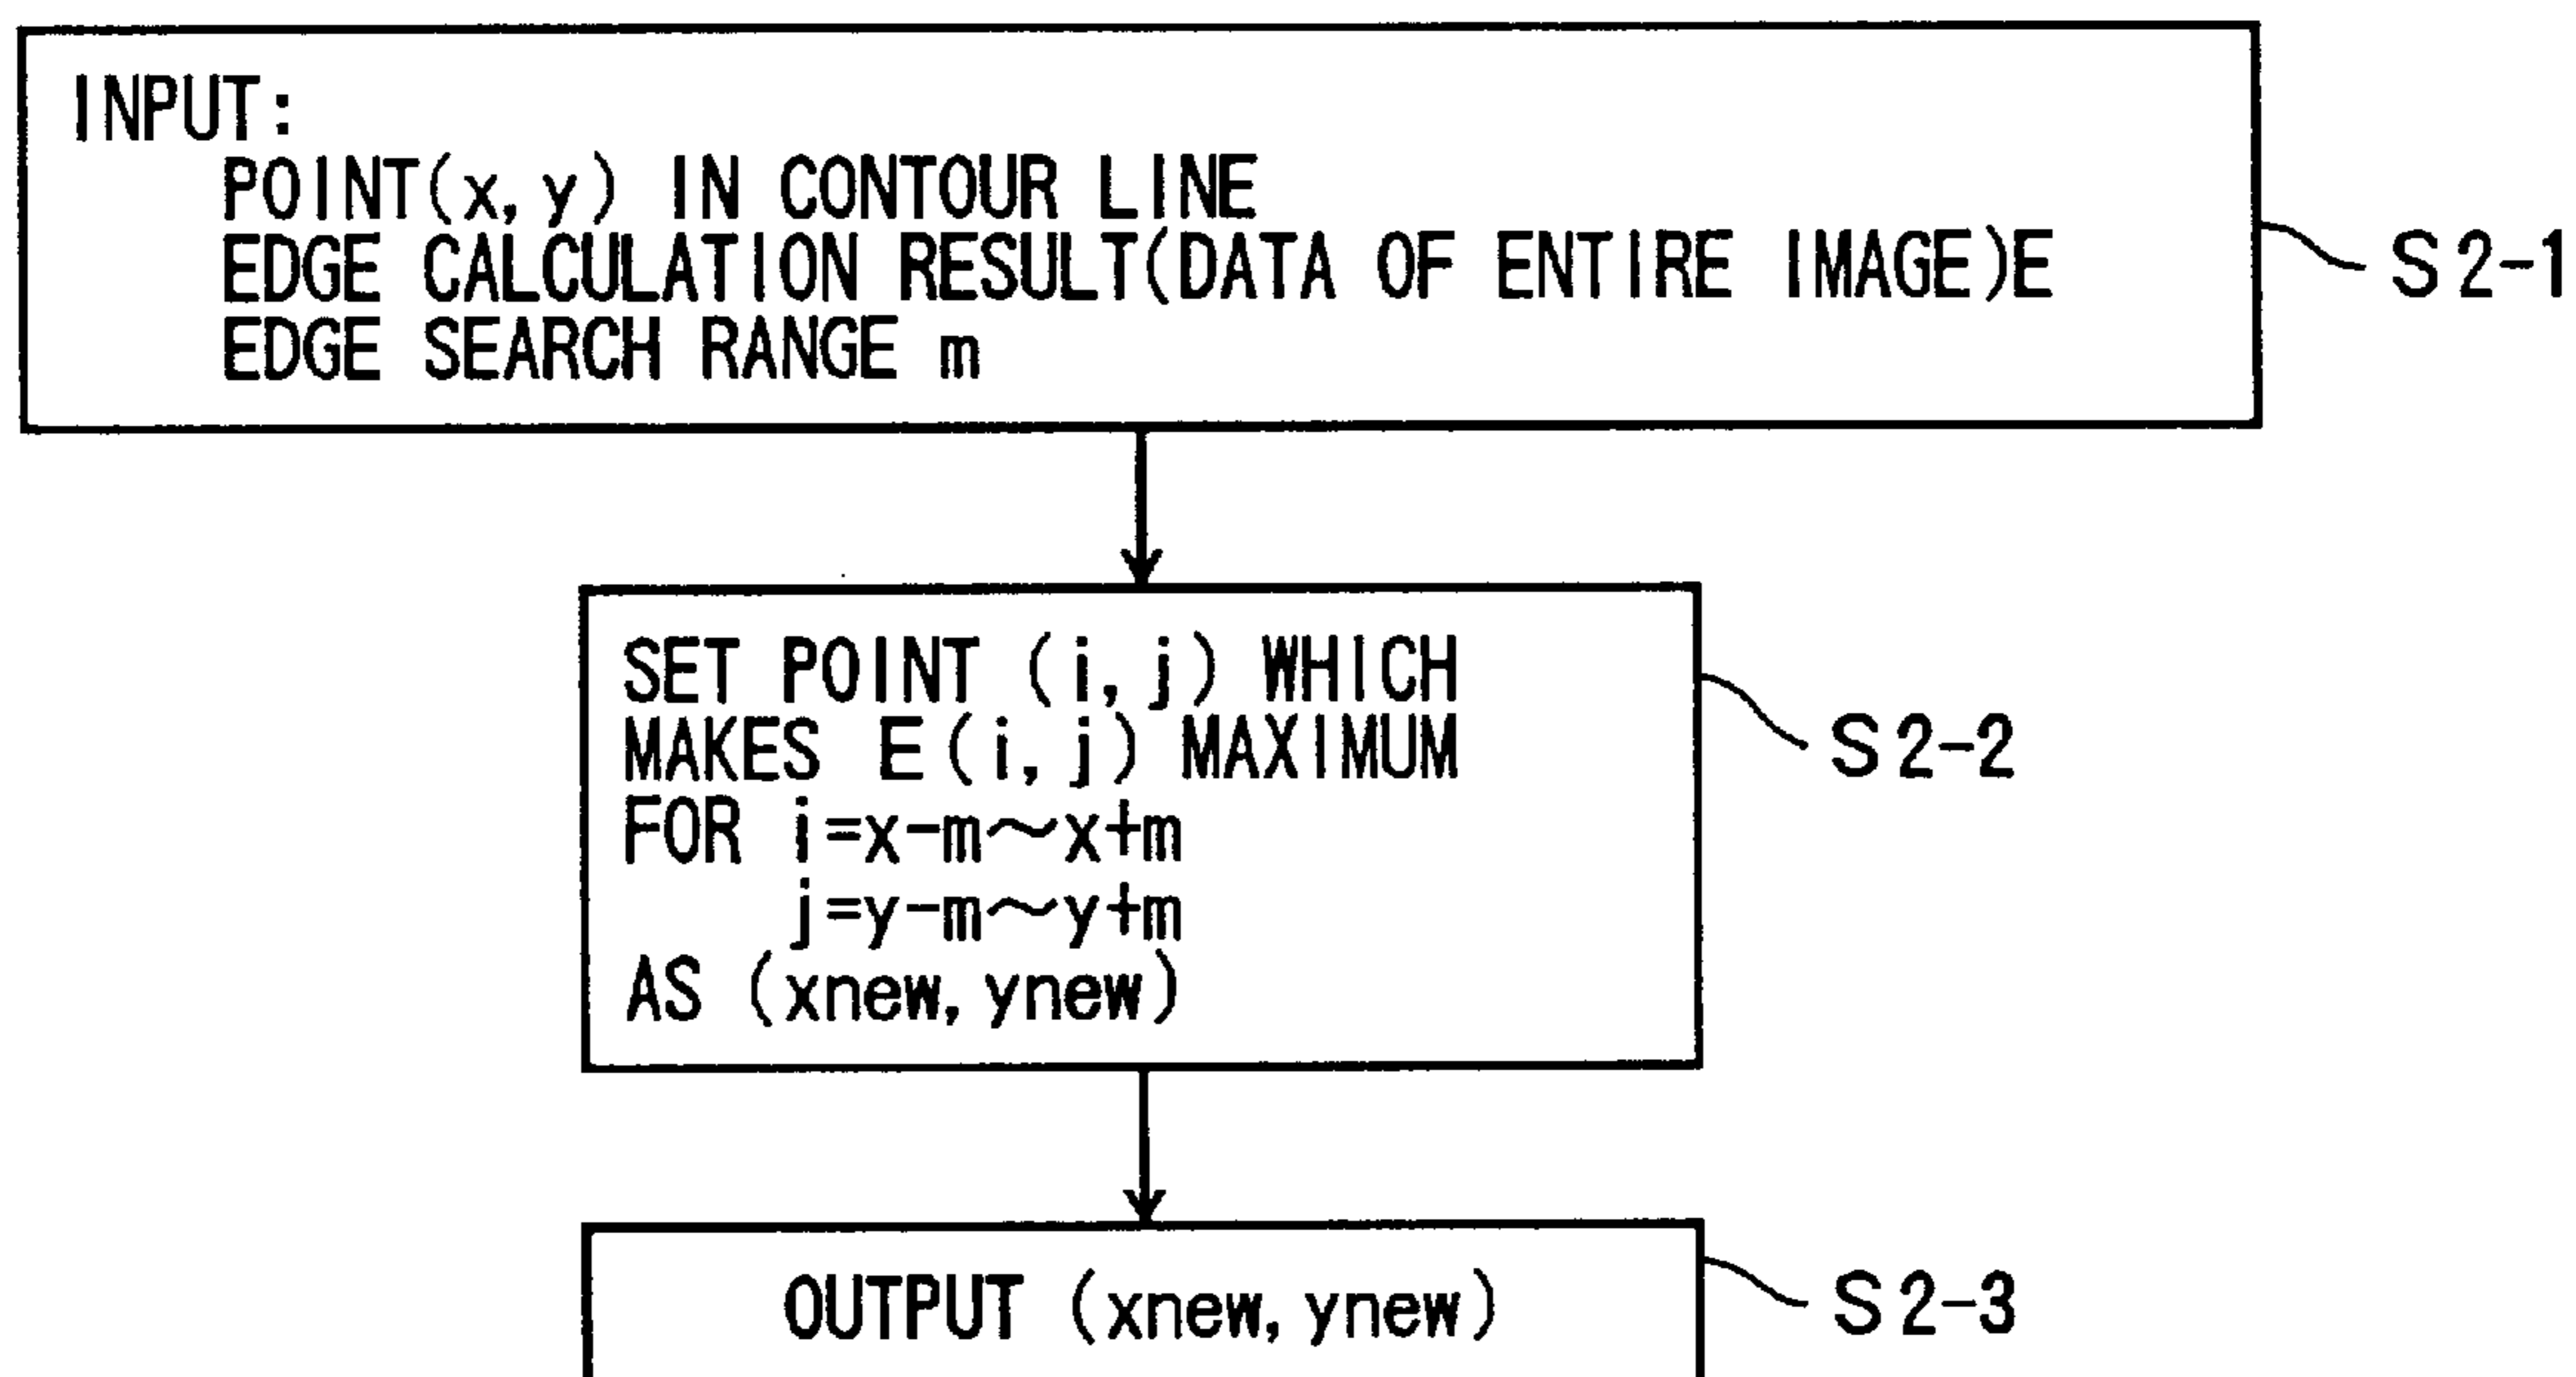 INPUT:
POINT(x,y) IN CONTOUR LINE
EDGE CALCULATION RESULT(DATA OF ENTIRE IMAGE)E
EDGE SEARCH RANGE m
S2-1
SET POINT (i,j) WHICH
MAKES E(i,j) MAXIMUM
FOR i=x-m~x+m
j=y-m~y+m
AS (xnew,ynew)
S2-2
OUTPUT (xnew,ynew)
S2-3